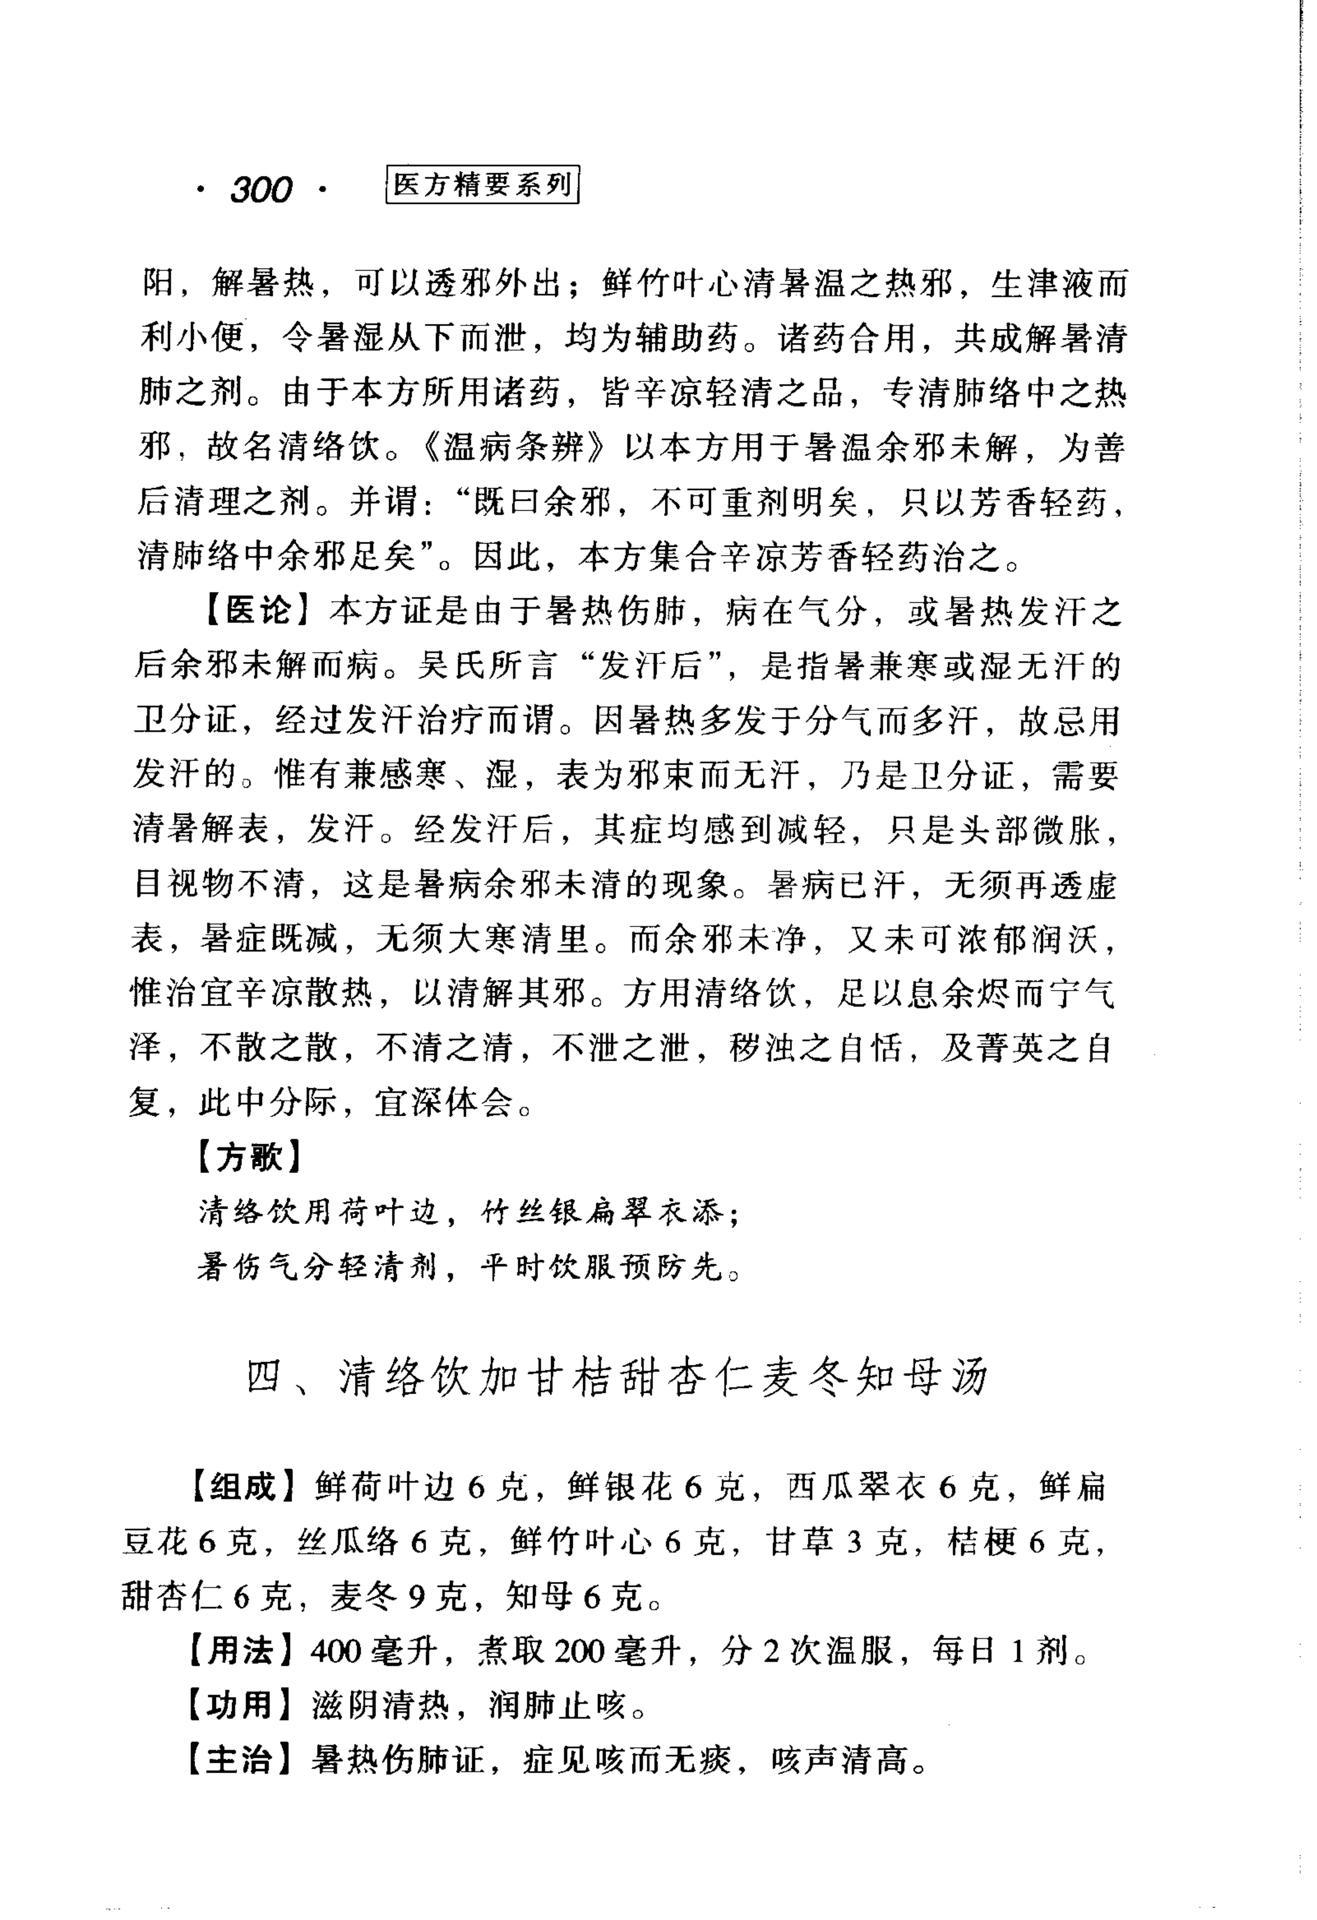 · 300 · 医方精要系列
阳，解暑热，可以透邪外出；鲜竹叶心清暑温之热邪，生津液而
利小便，令暑湿从下而泄，均为辅助药。诸药合用，共成解暑清
肺之剂。由于本方所用诸药，皆辛凉轻清之品，专清肺络中之热
邪，故名清络饮。《温病条辨》以本方用于暑温余邪未解，为善
后清理之剂。并谓：“既曰余邪，不可重剂明矣，只以芳香轻药，
清肺络中余邪足矣”。因此，本方集合辛凉芳香轻药治之。
【医论】本方证是由于暑热伤肺，病在气分，或暑热发汗之
后余邪未解而病。吴氏所言“发汗后”，是指暑兼寒或湿无汗的
卫分证，经过发汗治疗而谓。因暑热多发于分气而多汗，故忌用
发汗的。惟有兼感寒、湿，表为邪束而无汗，乃是卫分证，需要
清暑解表，发汗。经发汗后，其症均感到减轻，只是头部微胀，
目视物不清，这是暑病余邪未清的现象。暑病已汗，无须再透虚
表，暑症既减，无须大寒清里。而余邪未净，又未可浓郁润沃，
惟治宜辛凉散热，以清解其邪。方用清络饮，足以息余烬而宁气
泽，不散之散，不清之清，不泄之泄，秽浊之自恬，及菁英之自
复，此中分际，宜深体会。
【方歌】
清络饮用荷叶边，竹丝银扁翠衣添；
暑伤气分轻清剂，平时饮服预防先。
四、清络饮加甘桔甜杏仁麦冬知母汤
【组成】鲜荷叶边 6 克，鲜银花 6 克，西瓜翠衣 6 克，鲜扁
豆花 6 克，丝瓜络 6 克，鲜竹叶心 6 克，甘草 3 克，桔梗 6 克，
甜杏仁 6 克，麦冬 9 克，知母 6 克。
【用法】400 毫升，煮取 200 毫升，分 2 次温服，每日 1 剂。
【功用】滋阴清热，润肺止咳。
【主治】暑热伤肺证，症见咳而无痰，咳声清高。